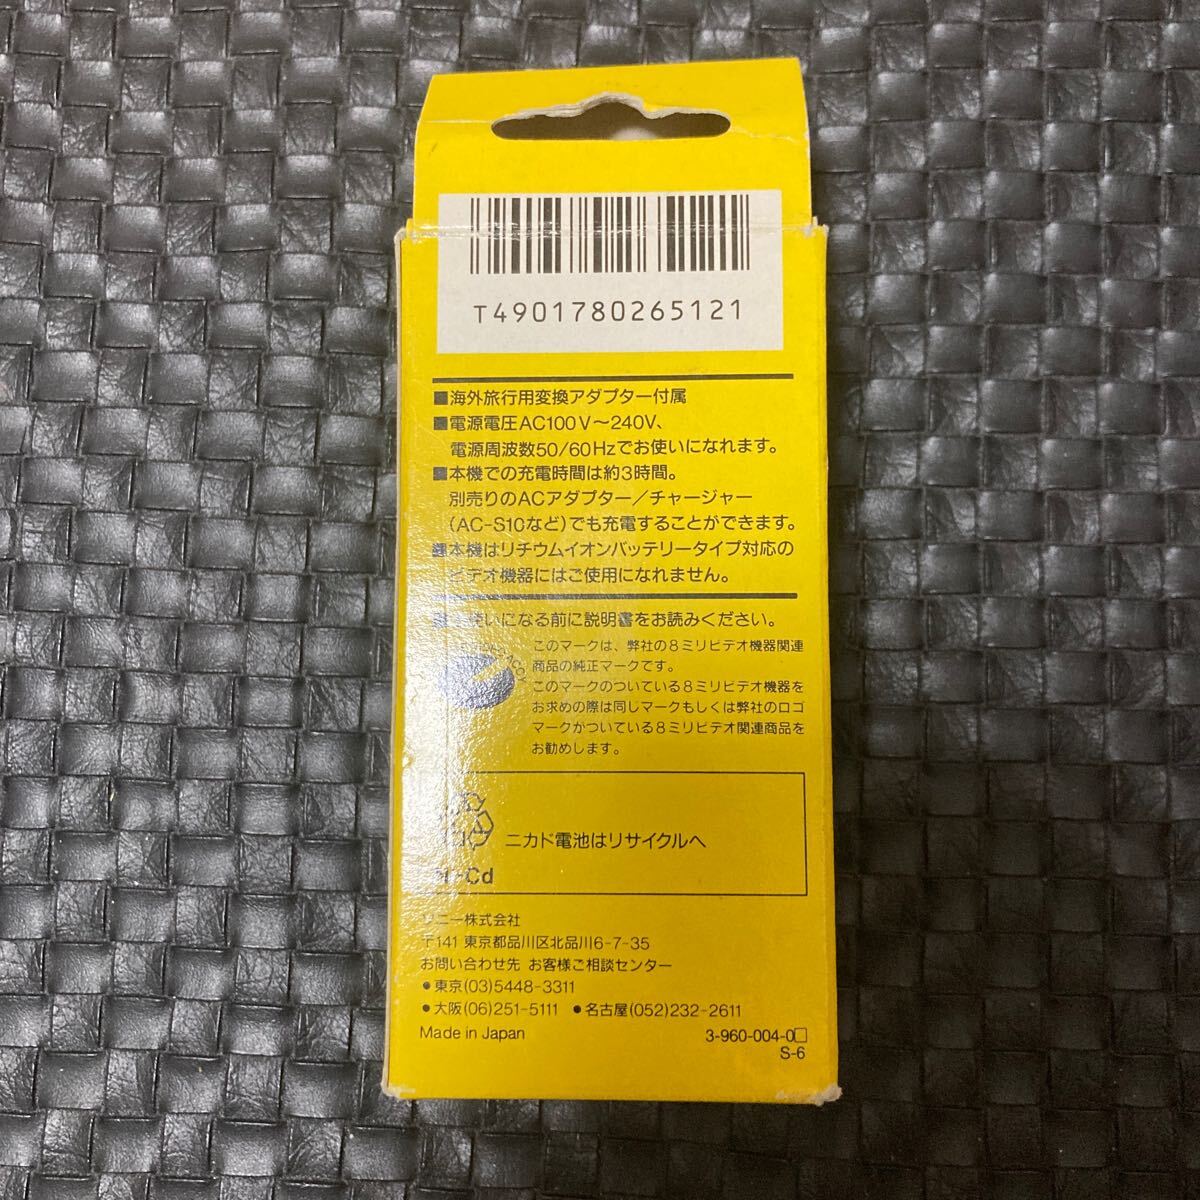 T4901780265121
■海外旅行用変換アダプター付属
■電源電圧AC100V〜240V、
電源周波数50/60Hzでお使いになれます。
■本機での充電時間は約3時間。
別売りのACアダプター／チャージャー
(AC-S10など)でも充電することができます。
■本機はリチウムイオンバッテリータイプ対応の
ビデオ機器にはご使用になれません。
■お使いになる前に説明書をお読みください。
このマークは、弊社の8ミリビデオ機器関連
商品の純正マークです。
このマークのついている8ミリビデオ機器を
お求めの際は同じマークもしくは弊社のロゴ
マークがついている8ミリビデオ関連商品を
お勧めします。
ニカド電池はリサイクルへ
Ni-Cd
ソニー株式会社
〒141 東京都品川区北品川6-7-35
お問い合わせ先 お客様ご相談センター
●東京(03)5448-3311
●大阪(06)251-5111 ●名古屋(052)232-2611
Made in Japan
3-960-004-0□
S-6